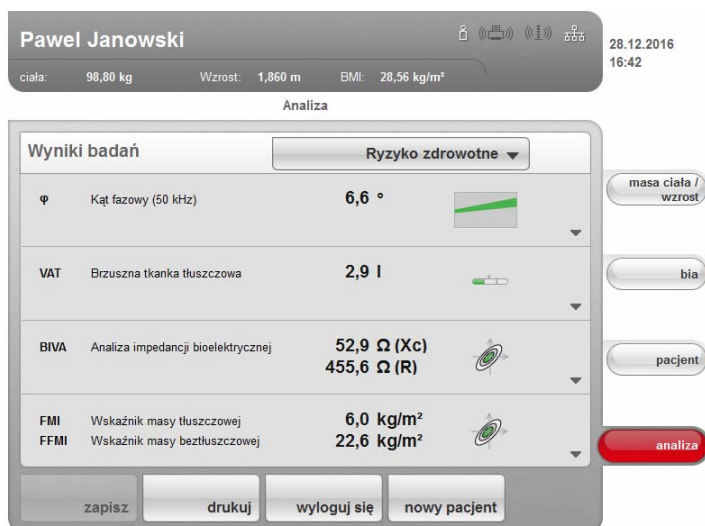 Pawel Janowski
ciała: 98,80 kg Wzrost: 1,860 m BMI: 28,56 kg/m²
28.12.2016
16:42
Analiza
Wyniki badań
Ryzyko zdrowotne
φ Kąt fazowy (50 kHz) 6,6 °
VAT Brzuszna tkanka tłuszczowa 2,9 l
BIVA Analiza impedancji bioelektrycznej 52,9 Ω (Xc)
455,6 Ω (R)
FMI Wskaźnik masy tłuszczowej 6,0 kg/m²
FFMI Wskaźnik masy beztłuszczowej 22,6 kg/m²
masa ciała /
wzrost
bia
pacjent
analiza
zapisz drukuj wyloguj się nowy pacjent